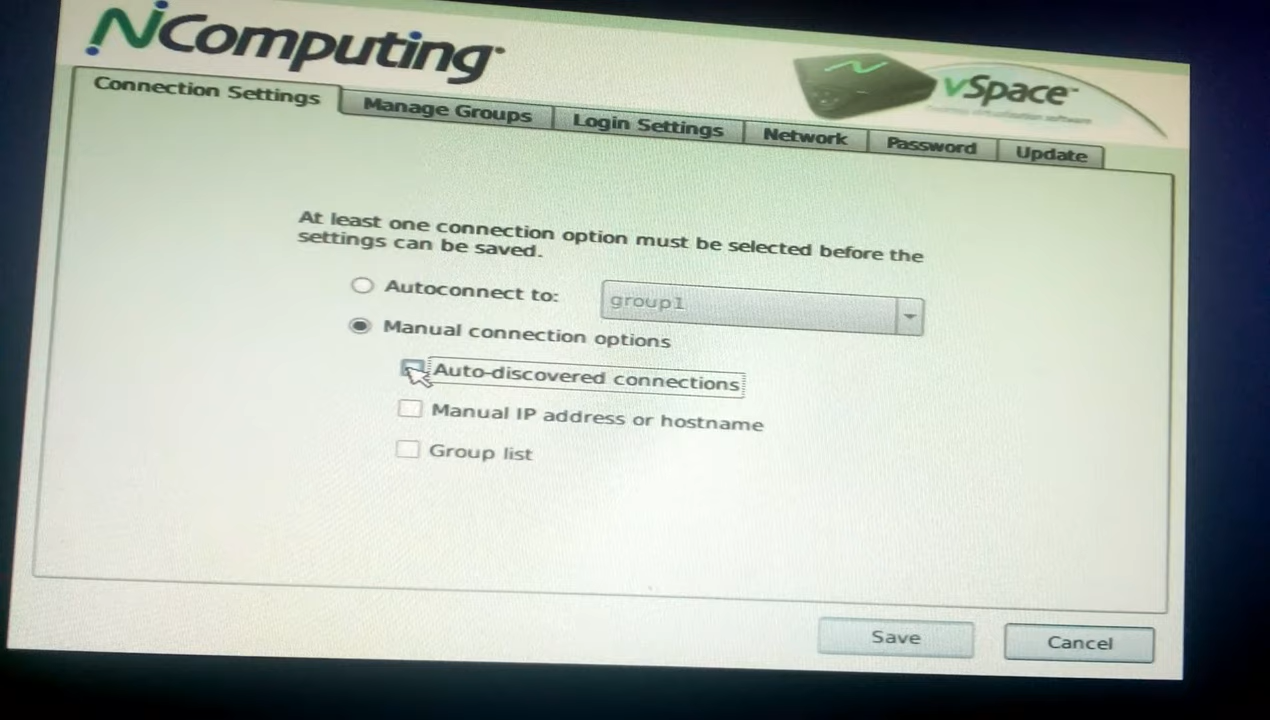 NComputing
vSpace™
Connection Settings
Manage Groups
Login Settings
Network
Password
Update
At least one connection option must be selected before the
settings can be saved.
Autoconnect to:
group1
Manual connection options
Auto-discovered connections
Manual IP address or hostname
Group list
Save
Cancel